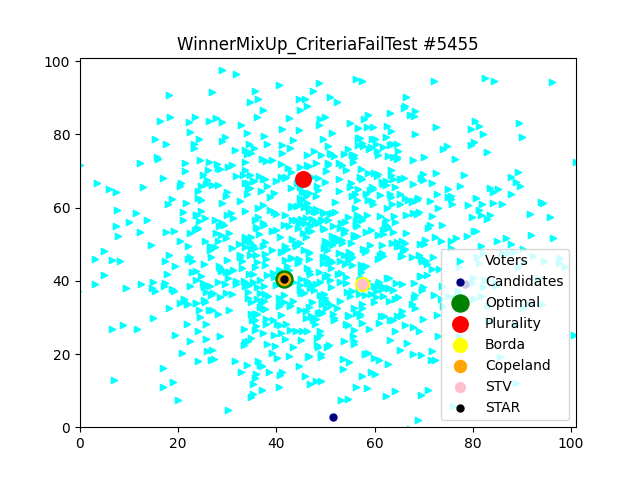 WinnerMixUp_CriteriaFailTest #5455
100
80
60
40
20
0
0
20
40
60
80
100
Voters
Candidates
Optimal
Plurality
Borda
Copeland
STV
STAR